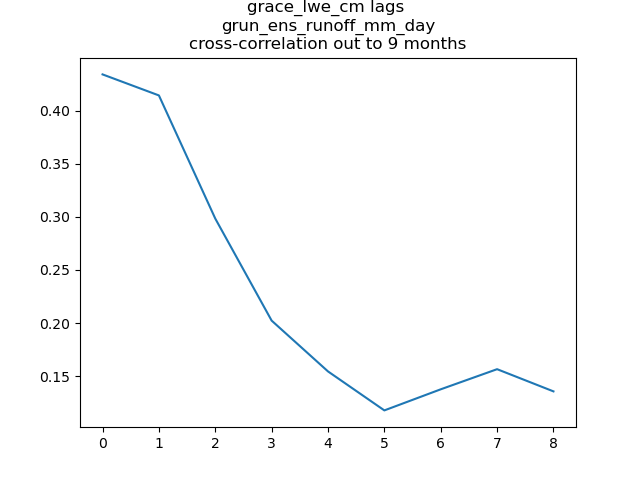 grace_lwe_cm lags
grun_ens_runoff_mm_day
cross-correlation out to 9 months
0.40
0.35
0.30
0.25
0.20
0.15
0 1 2 3 4 5 6 7 8